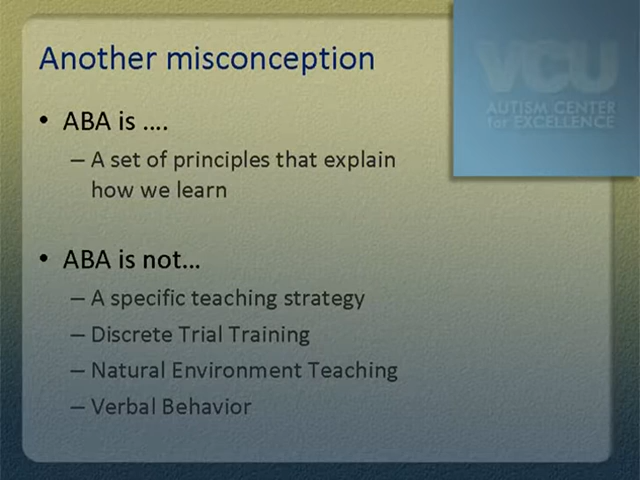 Another misconception
VCU
AUTISM CENTER
for EXCELLENCE
• ABA is ....
– A set of principles that explain
how we learn
• ABA is not...
– A specific teaching strategy
– Discrete Trial Training
– Natural Environment Teaching
– Verbal Behavior